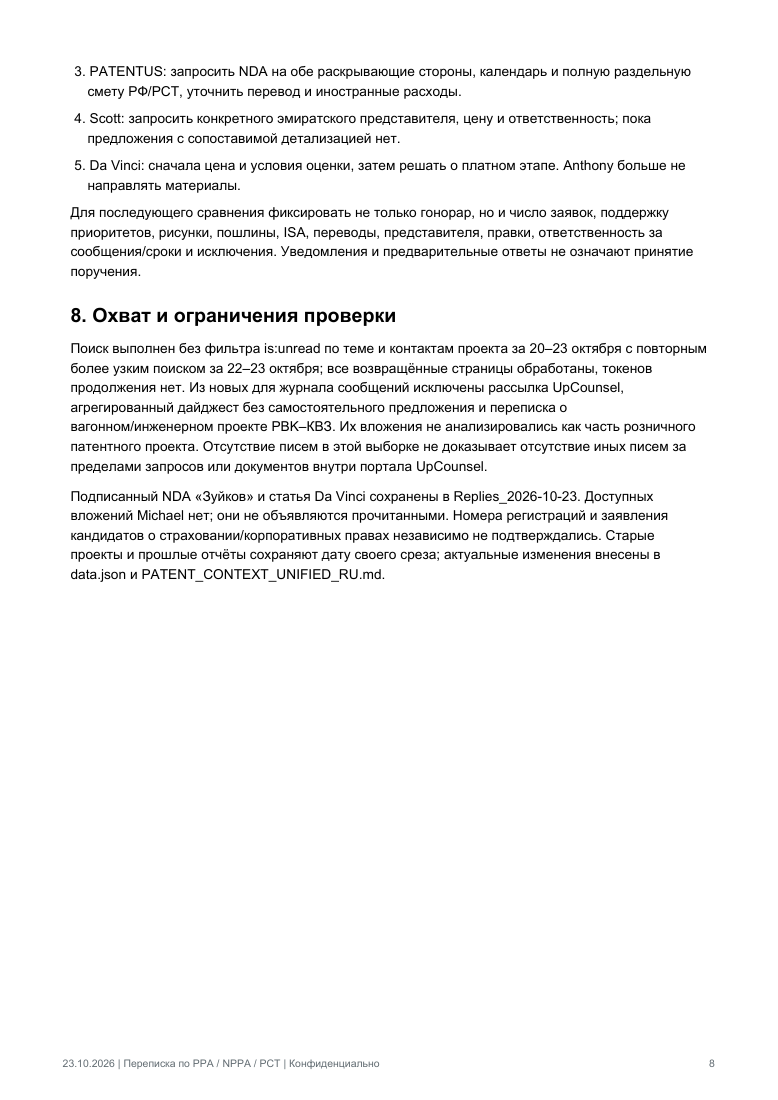 3. PATENTUS: запросить NDA на обе раскрывающие стороны, календарь и полную раздельную
смету РФ/PCT, уточнить перевод и иностранные расходы.
4. Scott: запросить конкретного эмиратского представителя, цену и ответственность; пока
предложения с сопоставимой детализацией нет.
5. Da Vinci: сначала цена и условия оценки, затем решать о платном этапе. Anthony больше не
направлять материалы.
Для последующего сравнения фиксировать не только гонорар, но и число заявок, поддержку
приоритетов, рисунки, пошлины, ISA, переводы, представителя, правки, ответственность за
сообщения/сроки и исключения. Уведомления и предварительные ответы не означают принятие
поручения.
8. Охват и ограничения проверки
Поиск выполнен без фильтра is:unread по теме и контактам проекта за 20–23 октября с повторным
более узким поиском за 22–23 октября; все возвращённые страницы обработаны, токенов
продолжения нет. Из новых для журнала сообщений исключены рассылка UpCounsel,
агрегированный дайджест без самостоятельного предложения и переписка о
вагонном/инженерном проекте РВК–КВЗ. Их вложения не анализировались как часть розничного
патентного проекта. Отсутствие писем в этой выборке не доказывает отсутствие иных писем за
пределами запросов или документов внутри портала UpCounsel.
Подписанный NDA «Зуйков» и статья Da Vinci сохранены в Replies_2026-10-23. Доступных
вложений Michael нет; они не объявляются прочитанными. Номера регистраций и заявления
кандидатов о страховании/корпоративных правах независимо не подтверждались. Старые
проекты и прошлые отчёты сохраняют дату своего среза; актуальные изменения внесены в
data.json и PATENT_CONTEXT_UNIFIED_RU.md.
23.10.2026 | Переписка по PPA / NPPA / PCT | Конфиденциально 8